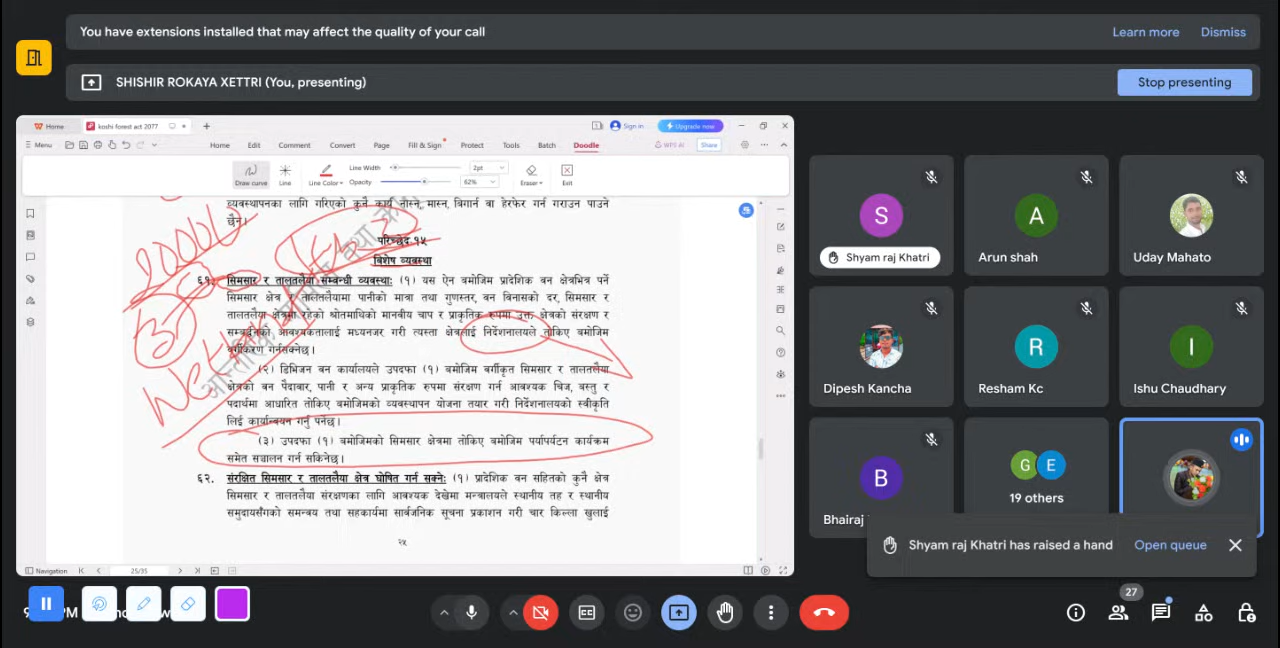 You have extensions installed that may affect the quality of your call
Learn more
Dismiss
SHISHIR ROKAYA XETTRI (You, presenting)
Stop presenting
Home
koshi forest act 2077
Sign in
Upgrade now
Menu
Home
Edit
Comment
Convert
Page
Fill & Sign
Protect
Tools
Batch
Doodle
WPS AI
Share
Draw curve
Line
Line Color
Line Width
2pt
Opacity
62%
Eraser
Exit
व्यवस्थापनका लागि गरिएको कुनै कार्य नास्ने, मास्न, बिगार्न वा हेरफेर गर्न गराउन पाउने
छैन।
परिच्छेद १५
विशेष व्यवस्था
६१. सिमसार र तालतलैया सम्बन्धी व्यवस्थाः (१) यस ऐन बमोजिम प्रादेशिक वन क्षेत्रभित्र पर्ने
सिमसार क्षेत्र र तालतलैयामा पानीको मात्रा तथा गुणस्तर, वन विनासको दर, सिमसार र
तालतलैया क्षेत्रमा रहेको श्रोतमाथिको मानवीय चाप र प्राकृतिक रुपमा उक्त क्षेत्रको संरक्षण र
सम्बर्द्धनको आवश्यकतालाई मध्यनजर गरी त्यस्ता क्षेत्रलाई निर्देशनालयले तोकिए बमोजिम
वर्गीकरण गर्नसक्नेछ।
(२) डिभिजन वन कार्यालयले उपदफा (१) बमोजिम वर्गीकृत सिमसार र तालतलैया
क्षेत्रको वन पैदावार, पानी र अन्य प्राकृतिक रुपमा संरक्षण गर्न आवश्यक चिज, वस्तु र
पदार्थमा आधारित तोकिए बमोजिमको व्यवस्थापन योजना तयार गरी निर्देशनालयको स्वीकृति
लिई कार्यान्वयन गर्नु पर्नेछ।
(३) उपदफा (१) बमोजिमको सिमसार क्षेत्रमा तोकिए बमोजिम पर्यापर्यटन कार्यक्रम
समेत सञ्चालन गर्न सकिनेछ।
६२. संरक्षित सिमसार र तालतलैया क्षेत्र घोषित गर्न सक्नेः (१) प्रादेशिक वन सहितको कुनै क्षेत्र
सिमसार र तालतलैया संरक्षणका लागि आवश्यक देखेमा मन्त्रालयले स्थानीय तह र स्थानीय
समुदायसँगको समन्वय तथा सहकार्यमा सार्वजनिक सूचना प्रकाशन गरी चार किल्ला खुलाई
२५
Navigation
25/35
S
Shyam raj Khatri
A
Arun shah
Uday Mahato
Dipesh Kancha
R
Resham Kc
I
Ishu Chaudhary
B
Bhairaj
G
E
19 others
Shyam raj Khatri has raised a hand
Open queue
27